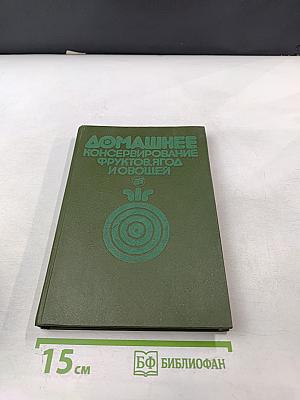 ДОМАШНЕЕ
КОНСЕРВИРОВАНИЕ
ФРУКТОВ, ЯГОД
И ОВОЩЕЙ
15 см
БФ БИБЛИОФАН